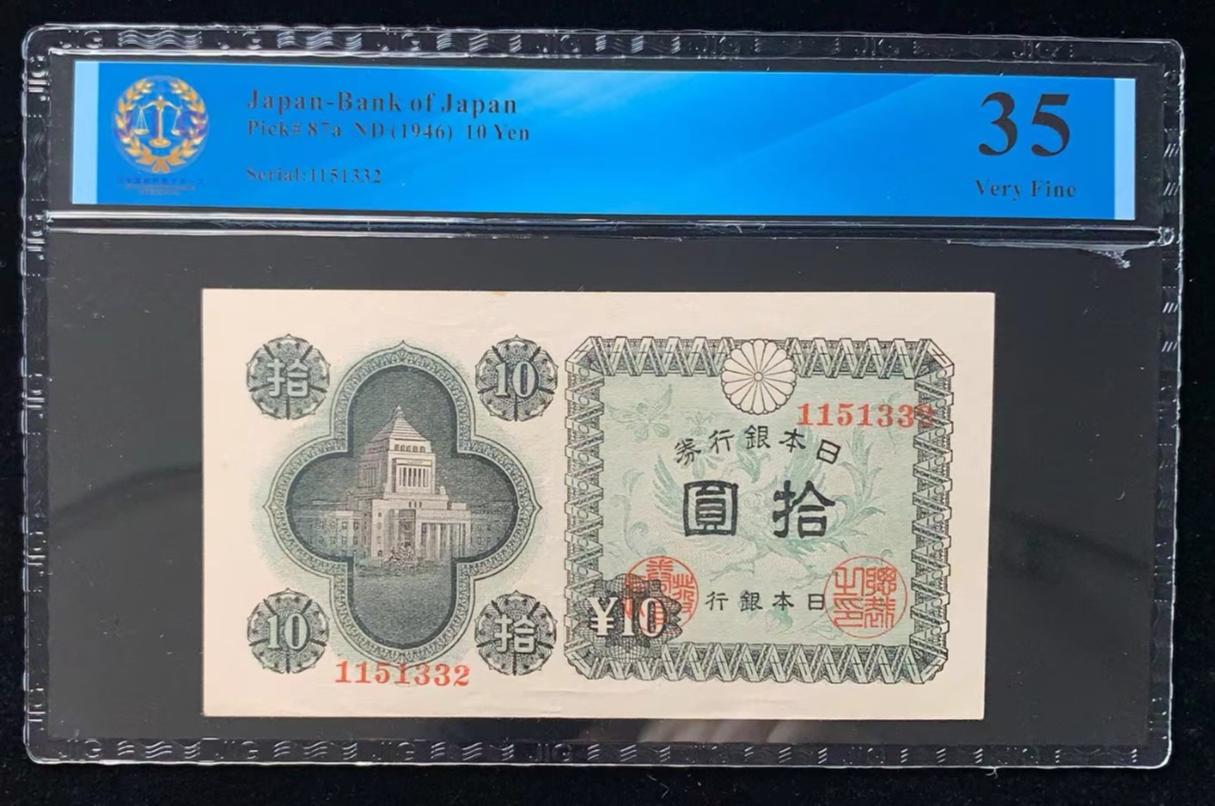 Japan-Bank of Japan
Pick# 87a ND (1946) 10 Yen
Serial:1151332
35
Very Fine
拾
10
1151332
券行銀本日
圓拾
10
拾
¥10
行銀本日
1151332